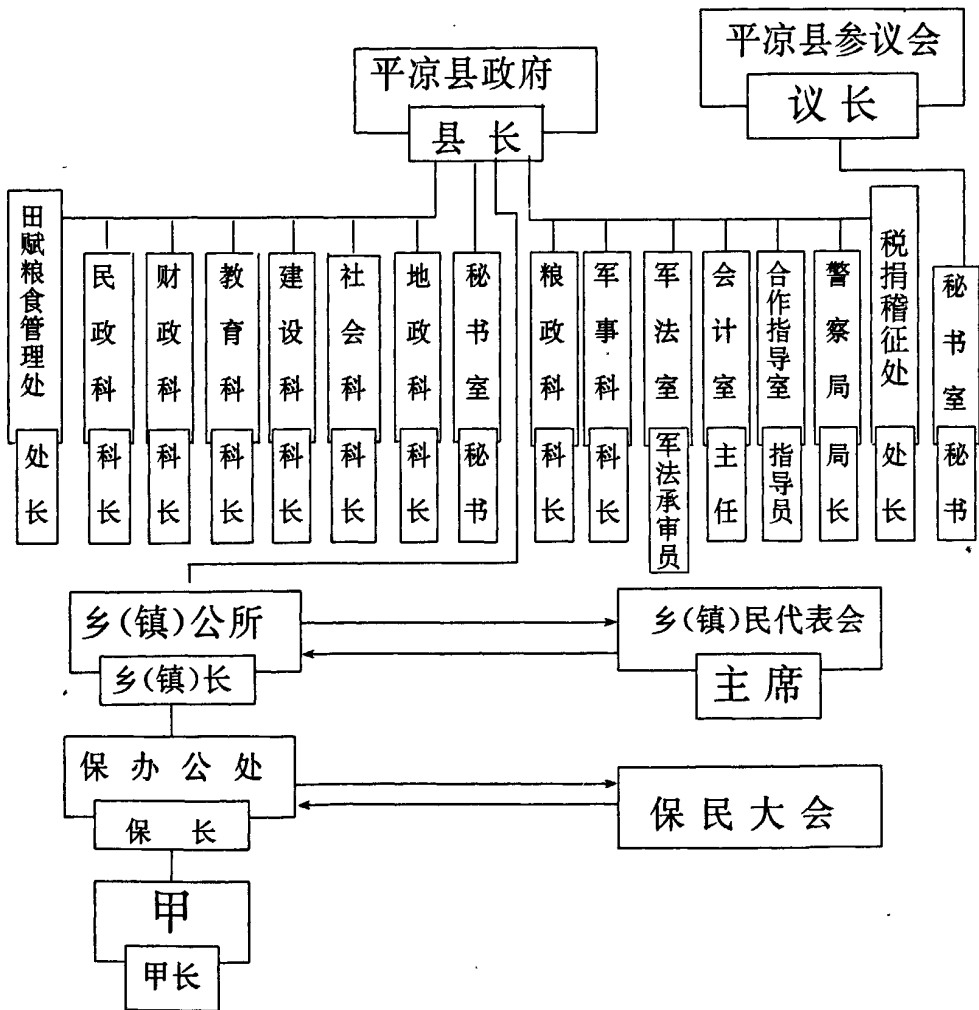 平凉县政府
县长
平凉县参议会
议长
田赋粮食管理处
处长
民政科
科长
财政科
科长
教育科
科长
建设科
科长
社会科
科长
地政科
科长
秘书室
秘书
粮政科
科长
军事科
科长
军法室
军法承审员
会计室
主任
合作指导室
指导员
警察局
局长
税捐稽征处
处长
秘书室
秘书
乡(镇)公所
乡(镇)长
乡(镇)民代表会
主席
保办公处
保长
保民大会
甲
甲长